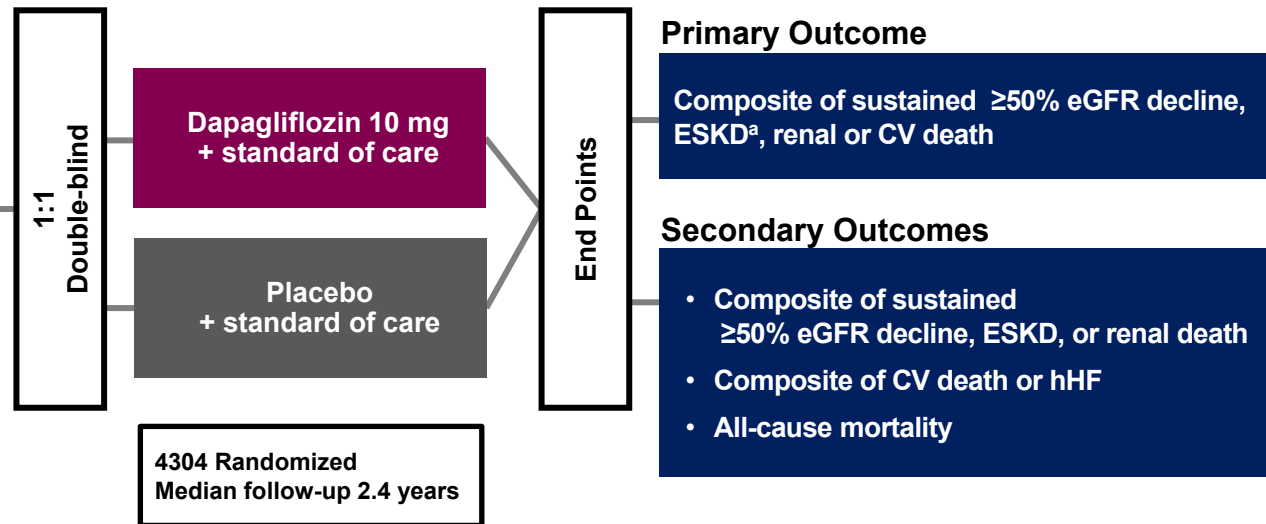 1:1
Double-blind
Dapagliflozin 10 mg
+ standard of care
Placebo
+ standard of care
4304 Randomized
Median follow-up 2.4 years
End Points
Primary Outcome
Composite of sustained ≥50% eGFR decline,
ESKDᵃ, renal or CV death
Secondary Outcomes
• Composite of sustained
≥50% eGFR decline, ESKD, or renal death
• Composite of CV death or hHF
• All-cause mortality